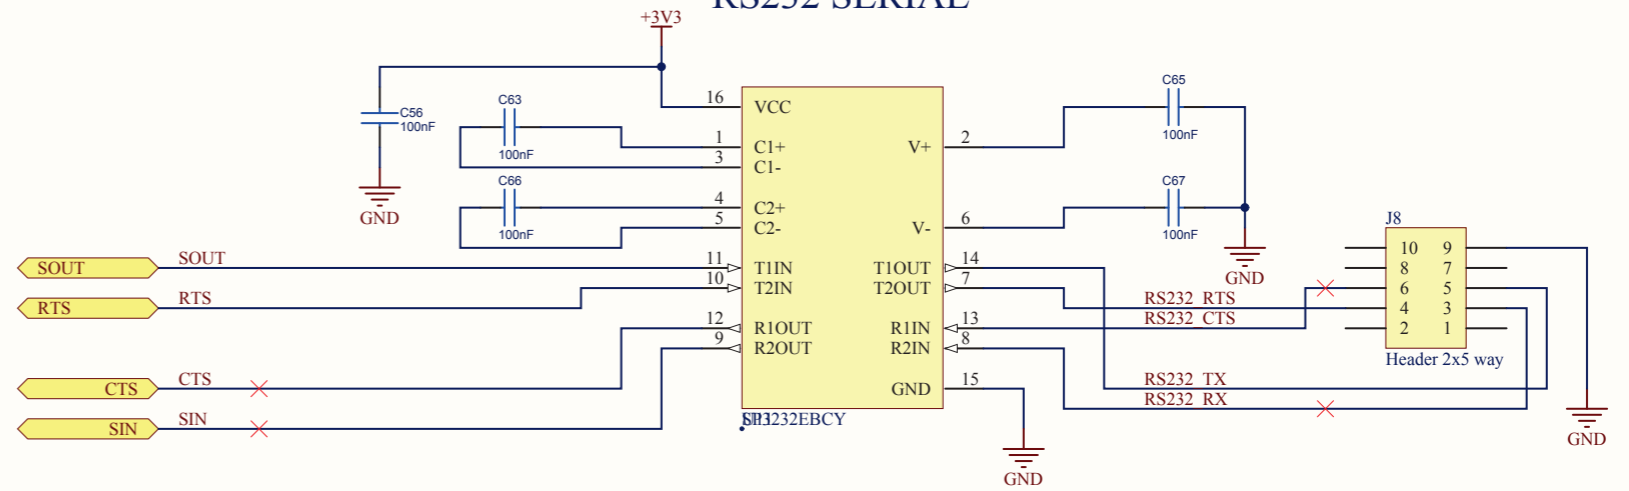 RS232 SERIAL
+3V3
C56
100nF
GND
C63
100nF
C66
100nF
16 VCC
1 C1+
3 C1-
4 C2+
5 C2-
11 T1IN
10 T2IN
12 R1OUT
9 R2OUT
V+ 2
V- 6
T1OUT 14
T2OUT 7
R1IN 13
R2IN 8
GND 15
C65
100nF
C67
100nF
GND
SOUT SOUT
RTS RTS
CTS CTS
SIN SIN
RS232_RTS
RS232_CTS
RS232_TX
RS232_RX
GND
J8
10 9
8 7
6 5
4 3
2 1
Header 2x5 way
GND